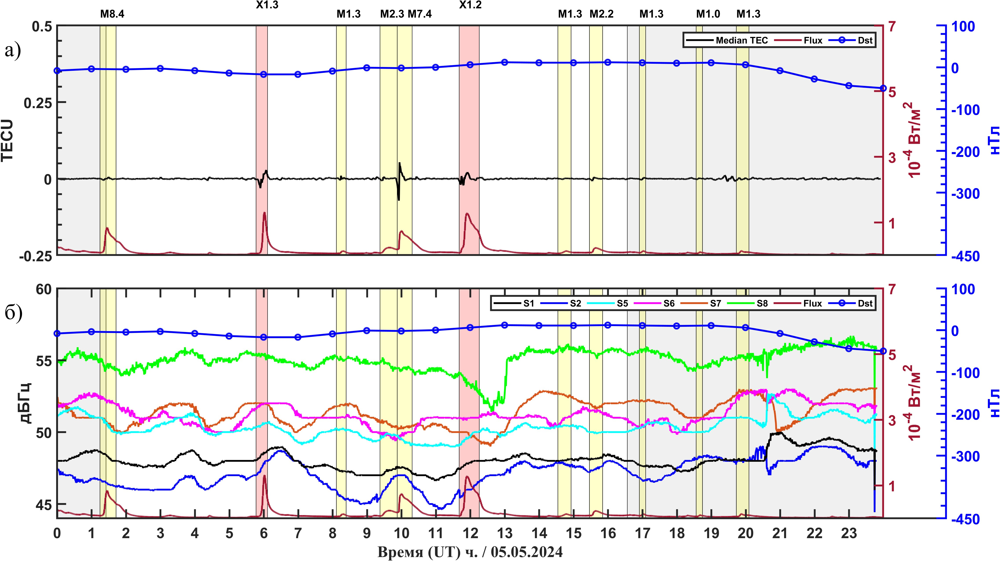 X1.3 X1.2
M8.4 M1.3 M2.3 M7.4 M1.3 M2.2 M1.3 M1.0 M1.3
а)
0.5
0.25
0
-0.25
TECU
Median TEC Flux Dst
7
5
3
1
10-4 Вт/м2
100
0
-100
-200
-300
-450
нТл
б)
60
55
50
45
дБГц
S1 S2 S5 S6 S7 S8 Flux Dst
7
5
3
1
10-4 Вт/м2
100
0
-100
-200
-300
-450
нТл
0 1 2 3 4 5 6 7 8 9 10 11 12 13 14 15 16 17 18 19 20 21 22 23
Время (UT) ч. / 05.05.2024